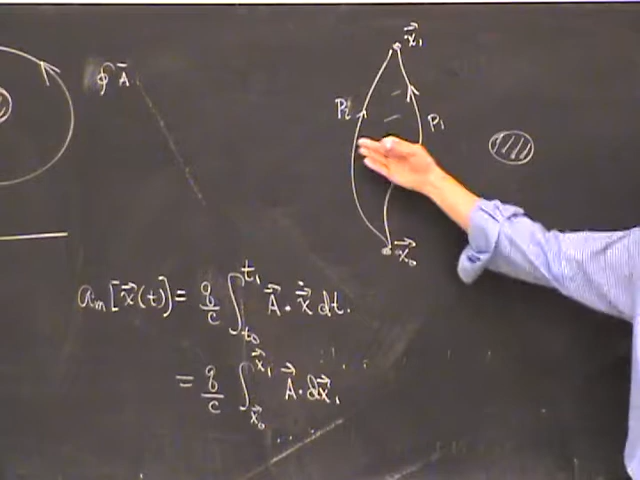 ∮ A⃗
x⃗₁
P₂
P₁
x⃗₀
aₘ[x⃗(t)] = q/c ∫_{t₀}^{t₁} A⃗ · ẋ⃗ dt.
= q/c ∫_{x⃗₀}^{x⃗₁} A⃗ · dx⃗,